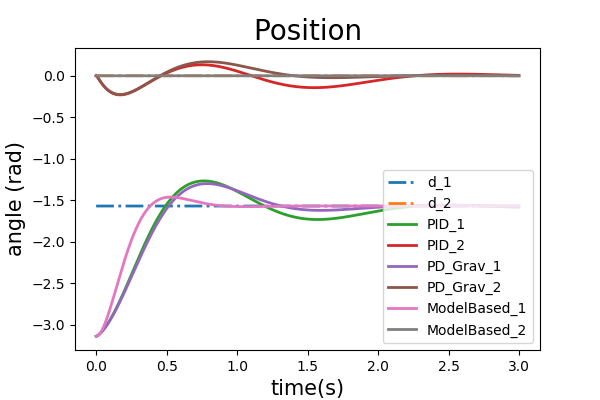 Position
angle (rad)
0.0
−0.5
−1.0
−1.5
−2.0
−2.5
−3.0
d_1
d_2
PID_1
PID_2
PD_Grav_1
PD_Grav_2
ModelBased_1
ModelBased_2
0.0 0.5 1.0 1.5 2.0 2.5 3.0
time(s)